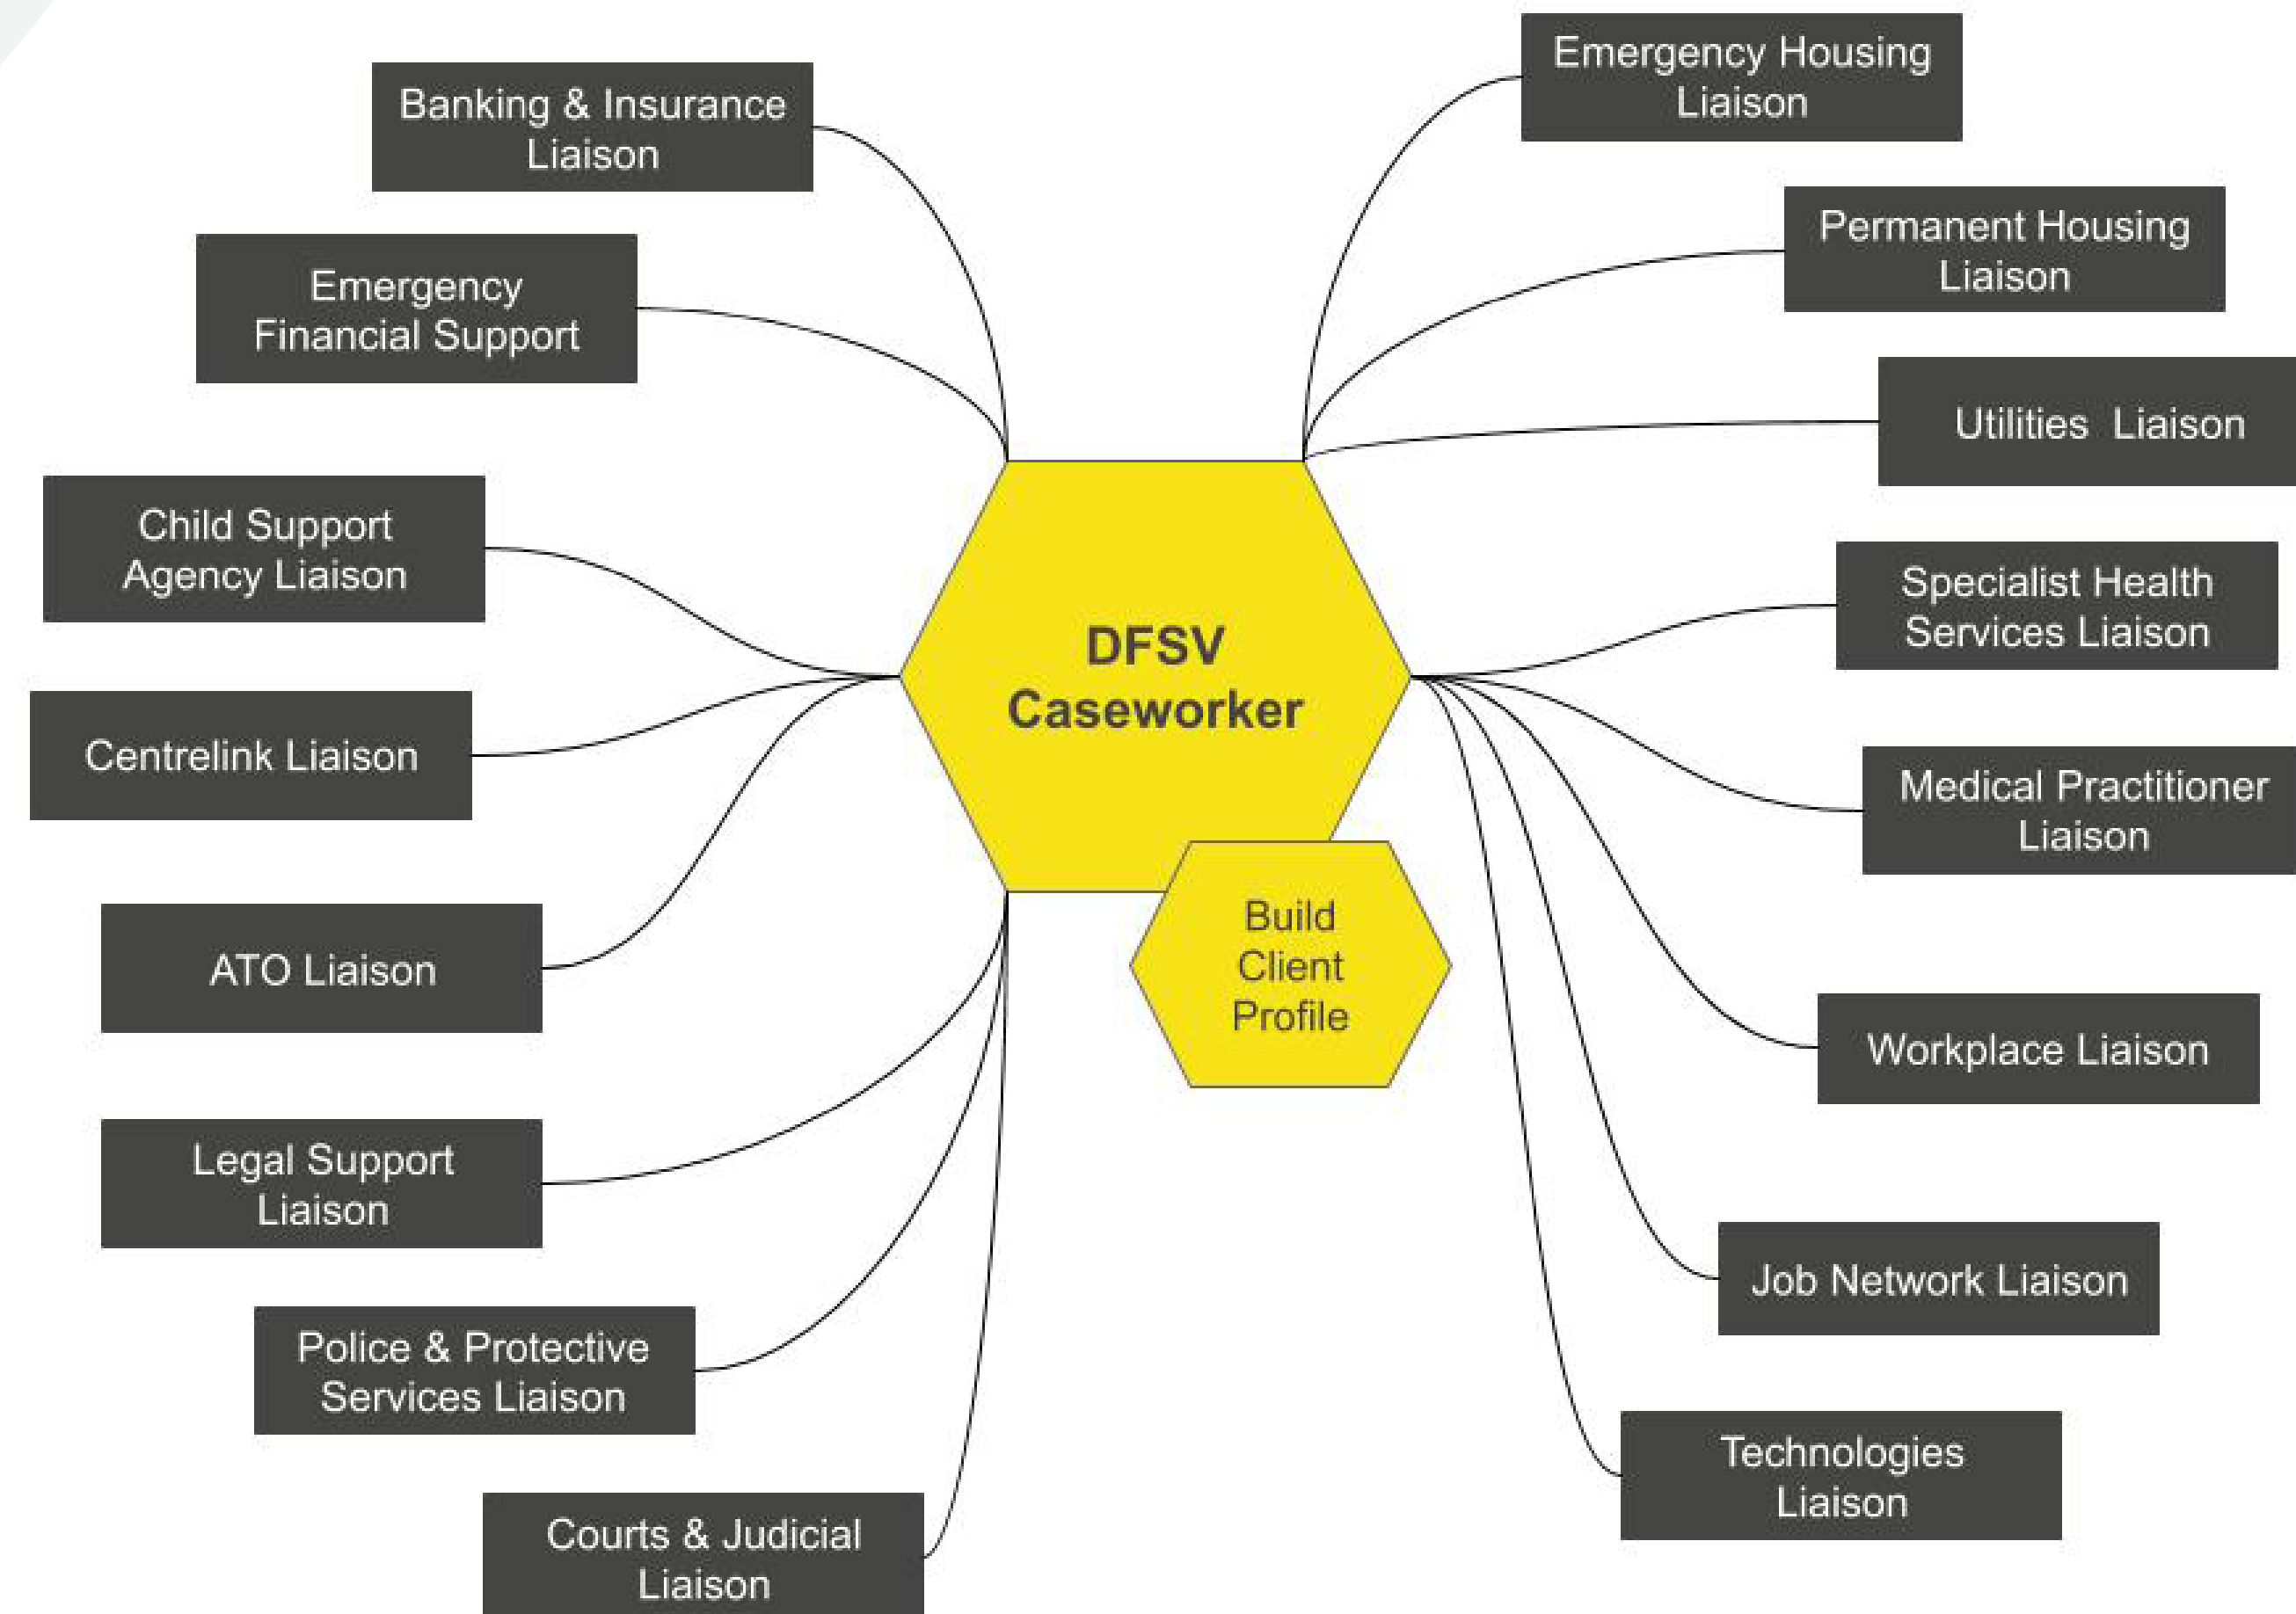 Banking & Insurance
Liaison
Emergency
Financial Support
Child Support
Agency Liaison
Centrelink Liaison
ATO Liaison
Legal Support
Liaison
Police & Protective
Services Liaison
Courts & Judicial
Liaison
DFSV
Caseworker
Build
Client
Profile
Emergency Housing
Liaison
Permanent Housing
Liaison
Utilities  Liaison
Specialist Health
Services Liaison
Medical Practitioner
Liaison
Workplace Liaison
Job Network Liaison
Technologies
Liaison